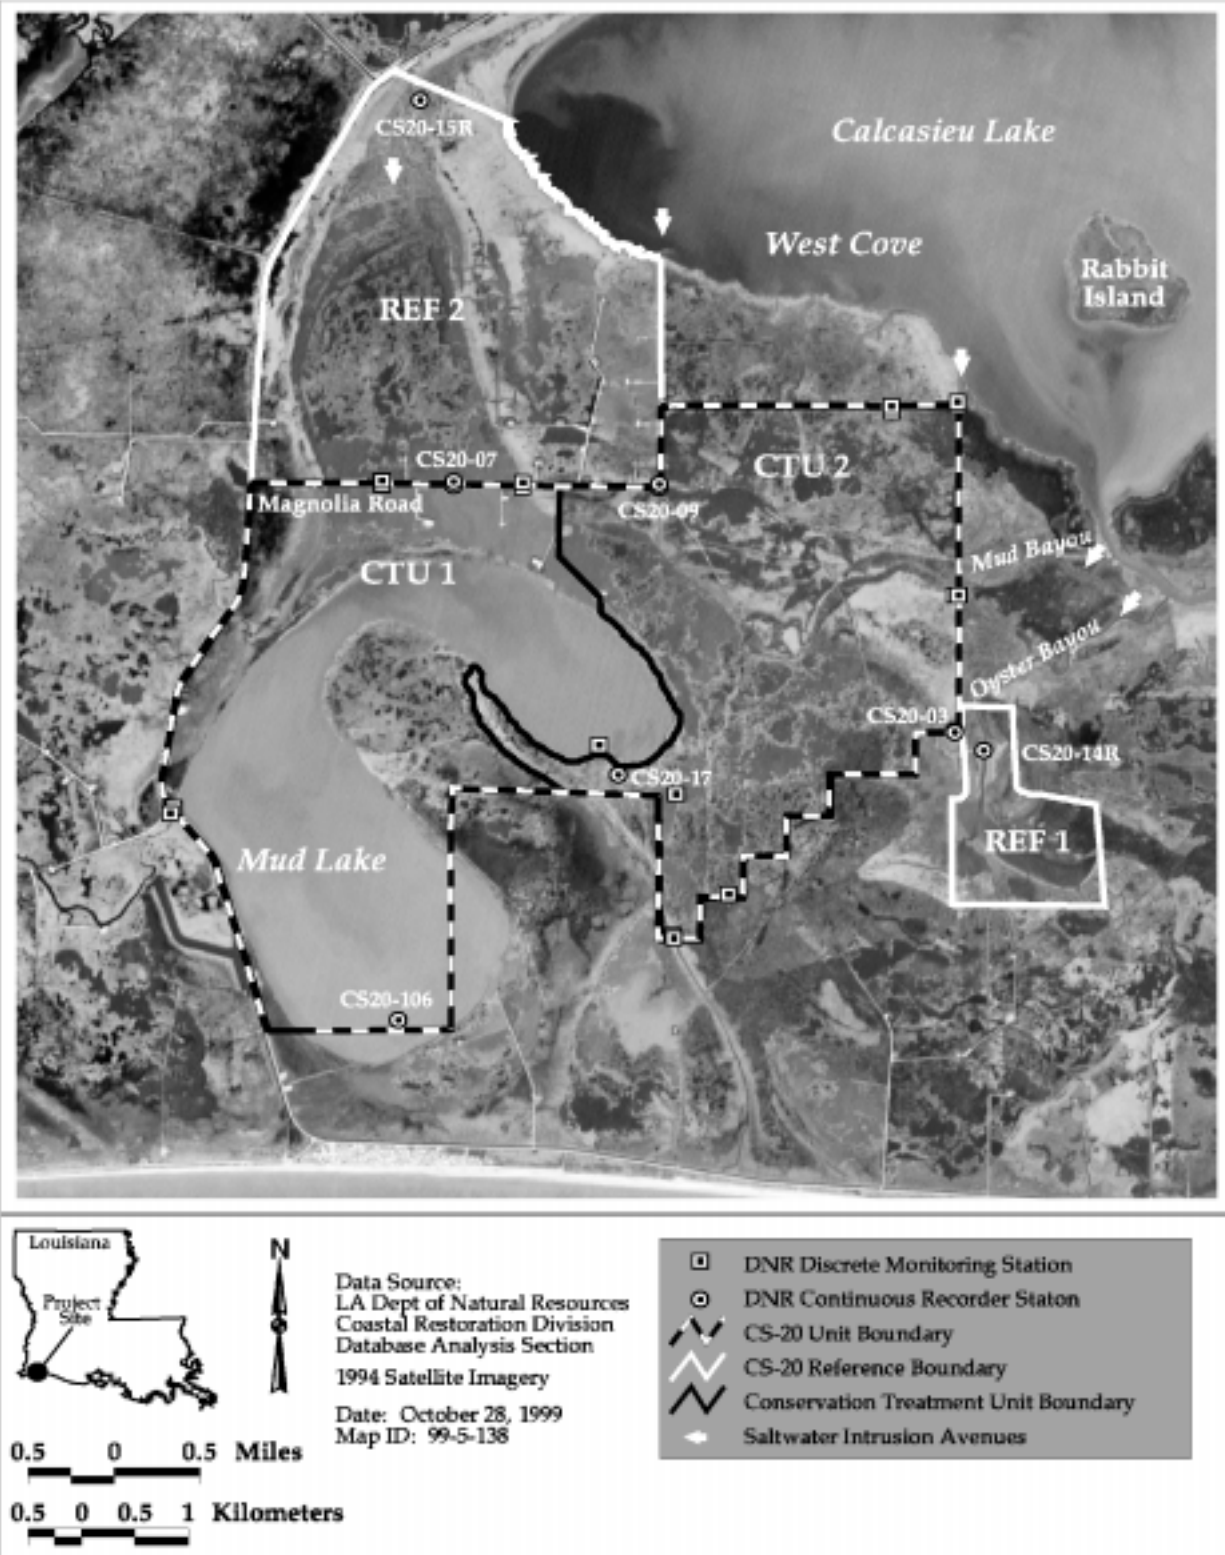 Calcasieu Lake
CS20-15R
West Cove
Rabbit
Island
REF 2
CS20-07
CTU 2
Magnolia Road
CS20-09
Mud Bayou
CTU 1
Oyster Bayou
CS20-03
CS20-14R
CS20-17
REF 1
Mud Lake
CS20-106
Louisiana
Project
Site
N
Data Source:
LA Dept of Natural Resources
Coastal Restoration Division
Database Analysis Section
1994 Satellite Imagery
Date: October 28, 1999
Map ID: 99-5-138
DNR Discrete Monitoring Station
DNR Continuous Recorder Staton
CS-20 Unit Boundary
CS-20 Reference Boundary
Conservation Treatment Unit Boundary
Saltwater Intrusion Avenues
0.5 0 0.5 Miles
0.5 0 0.5 1 Kilometers